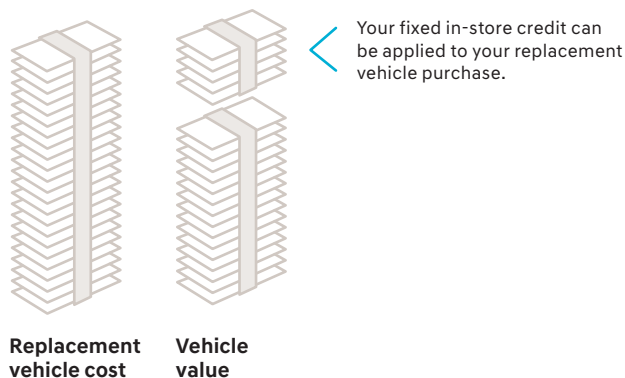 Your fixed in-store credit can
be applied to your replacement
vehicle purchase.
Replacement
vehicle cost
Vehicle
value